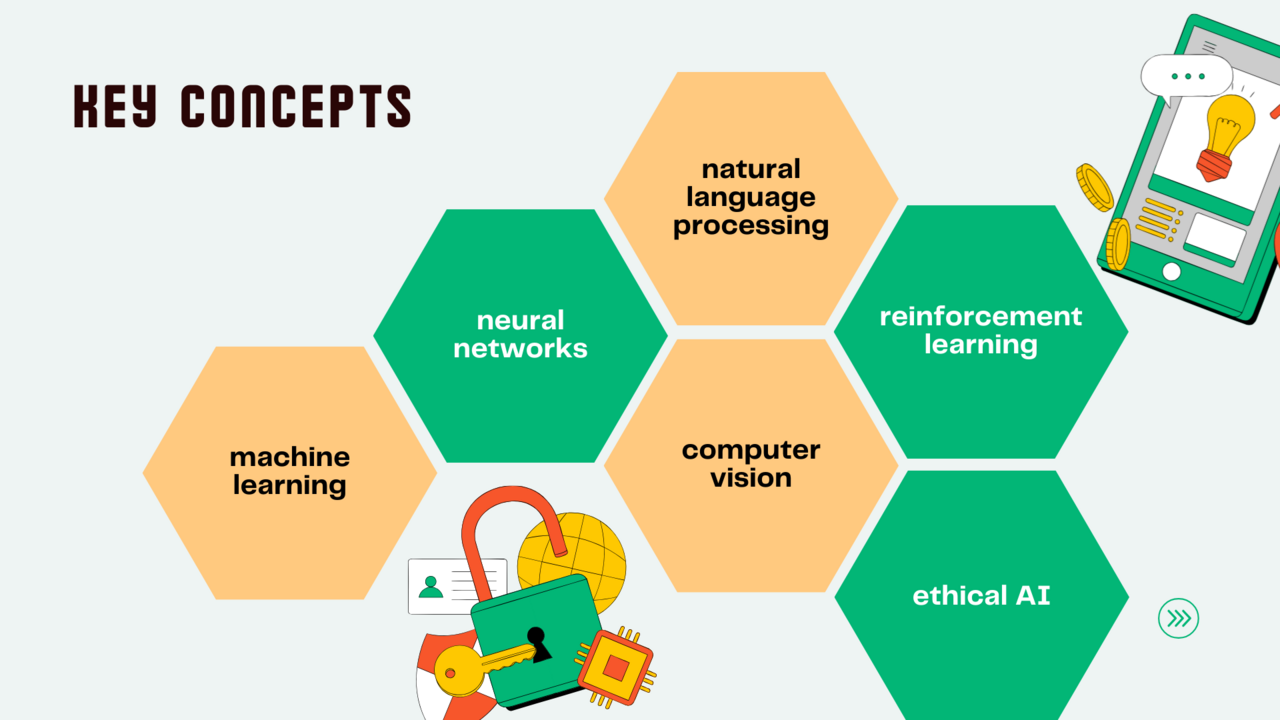 KEY CONCEPTS
natural
language
processing
neural
networks
reinforcement
learning
machine
learning
computer
vision
ethical AI